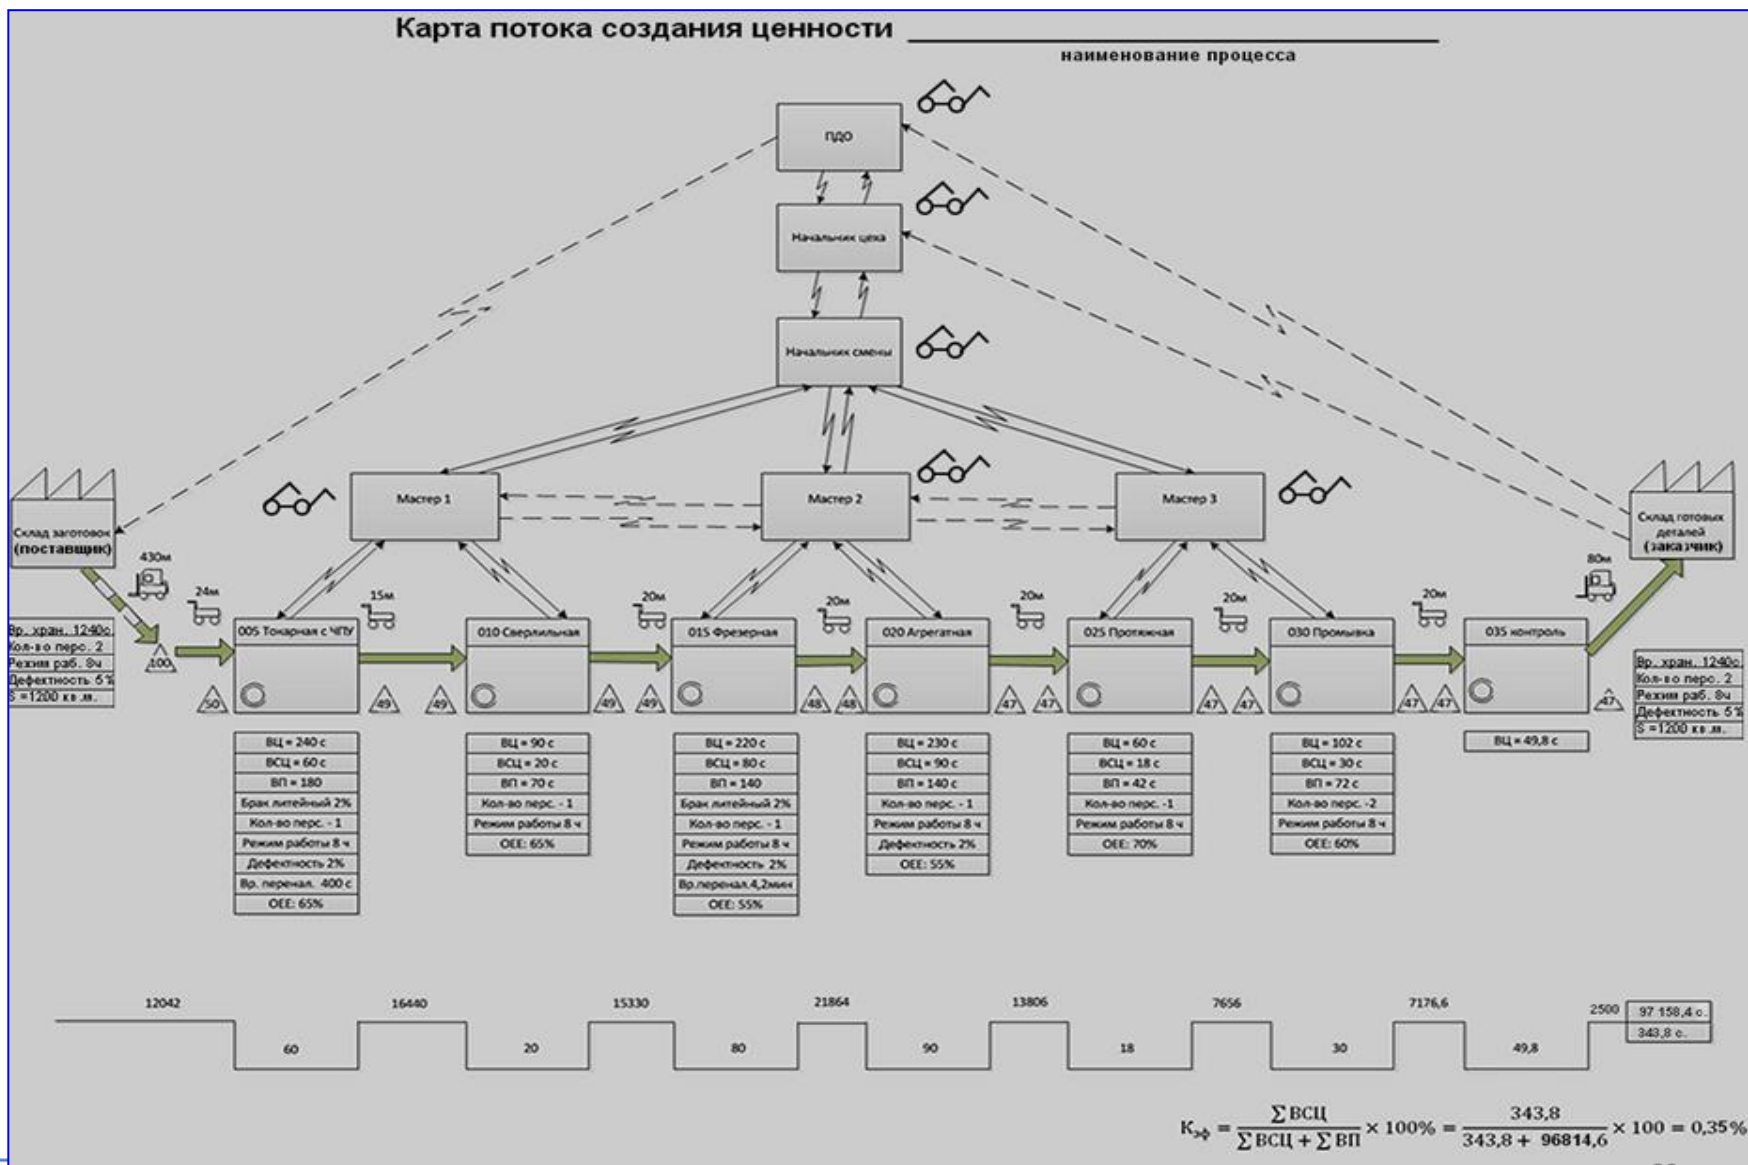 Карта потока создания ценности
наименование процесса
ПДО
Начальник цеха
Начальник смены
Мастер 1
Мастер 2
Мастер 3
Склад заготовок
(поставщик)
Склад готовых
деталей
(заказчик)
430м
24м
15м
20м
20м
20м
20м
20м
80м
Вр. хран. 1240с.
Кол-во перс. 2
Режим раб. 8ч
Дефектность 5%
S =1200 кв.м.
100
005 Токарная с ЧПУ
010 Сверлильная
015 Фрезерная
020 Агрегатная
025 Протяжная
030 Промывка
035 контроль
Вр. хран. 1240с.
Кол-во перс. 2
Режим раб. 8ч
Дефектность 5%
S =1200 кв.м.
50
49
49
49
49
48
48
47
47
47
47
47
47
47
ВЦ = 240 с
ВСЦ = 60 с
ВП = 180
Брак литейный 2%
Кол-во перс. - 1
Режим работы 8 ч
Дефектность 2%
Вр. перенал. 400 с
OEE: 65%
ВЦ = 90 с
ВСЦ = 20 с
ВП = 70 с
Кол-во перс. - 1
Режим работы 8 ч
OEE: 65%
ВЦ = 220 с
ВСЦ = 80 с
ВП = 140
Брак литейный 2%
Кол-во перс. - 1
Режим работы 8 ч
Дефектность 2%
Вр.перенал.4,2мин
OEE: 55%
ВЦ = 230 с
ВСЦ = 90 с
ВП = 140 с
Кол-во перс. - 1
Режим работы 8 ч
Дефектность 2%
OEE: 55%
ВЦ = 60 с
ВСЦ = 18 с
ВП = 42 с
Кол-во перс. -1
Режим работы 8 ч
OEE: 70%
ВЦ = 102 с
ВСЦ = 30 с
ВП = 72 с
Кол-во перс. -2
Режим работы 8 ч
OEE: 60%
ВЦ = 49,8 с
12042
16440
15330
21864
13806
7656
7176,6
2500
97 158,4 с.
343,8 с.
60
20
80
90
18
30
49,8
Кэф = ∑ВСЦ / (∑ВСЦ + ∑ВП) × 100% = 343,8 / (343,8 + 96814,6) × 100 = 0,35%